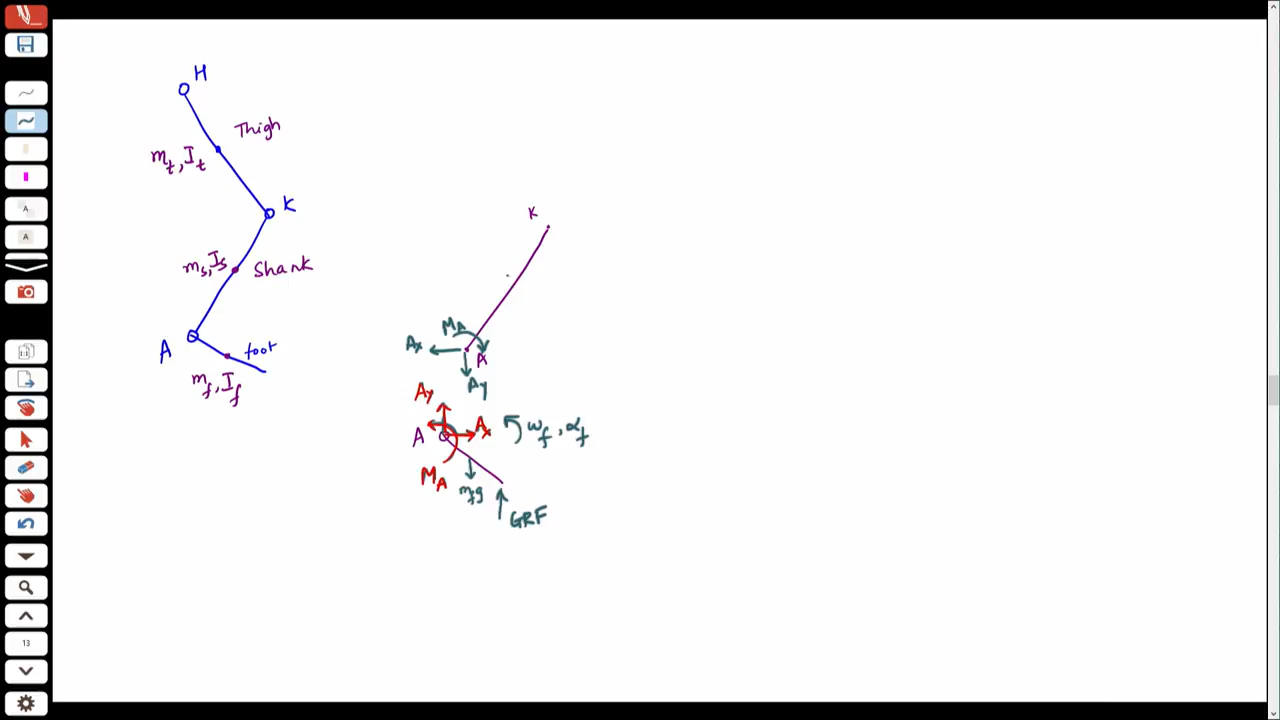 H
Thigh
m_t, I_t
K
m_s, I_s
Shank
A
foot
m_f, I_f
K
M_A
A_x
A
A_y
A_y
A
A_x
ω_f, α_f
M_A
m_f g
GRF
13